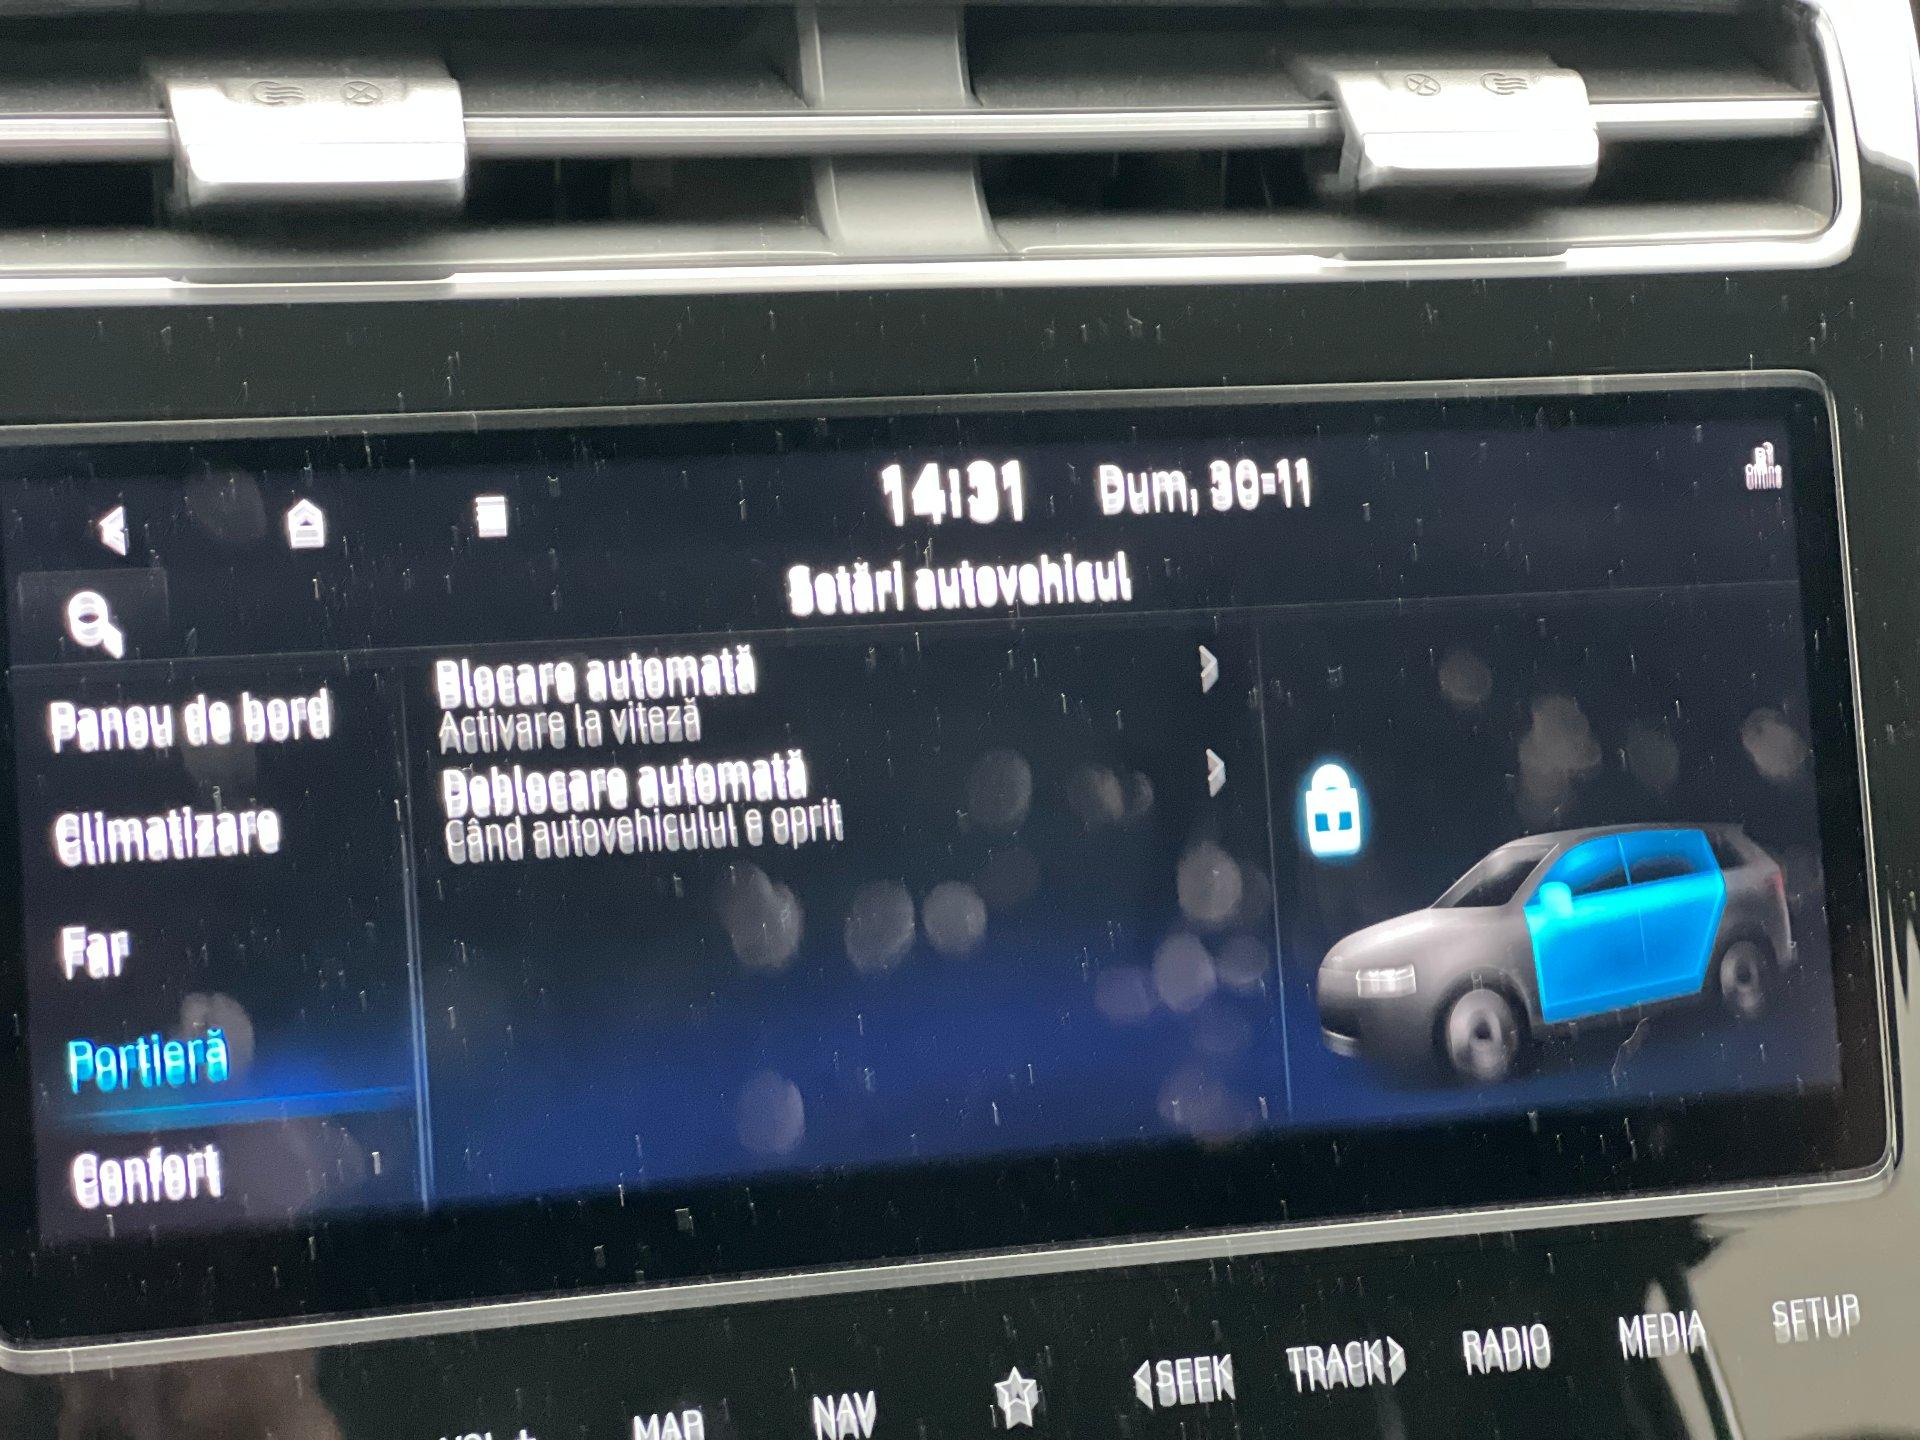 14:31 Dum, 30-11
Setări autovehicul
Panou de bord
Climatizare
Far
Portieră
Confort
Blocare automată
Activare la viteză
Deblocare automată
Când autovehiculul e oprit
VOL +
MAP
NAV
SEEK
TRACK
RADIO
MEDIA
SETUP